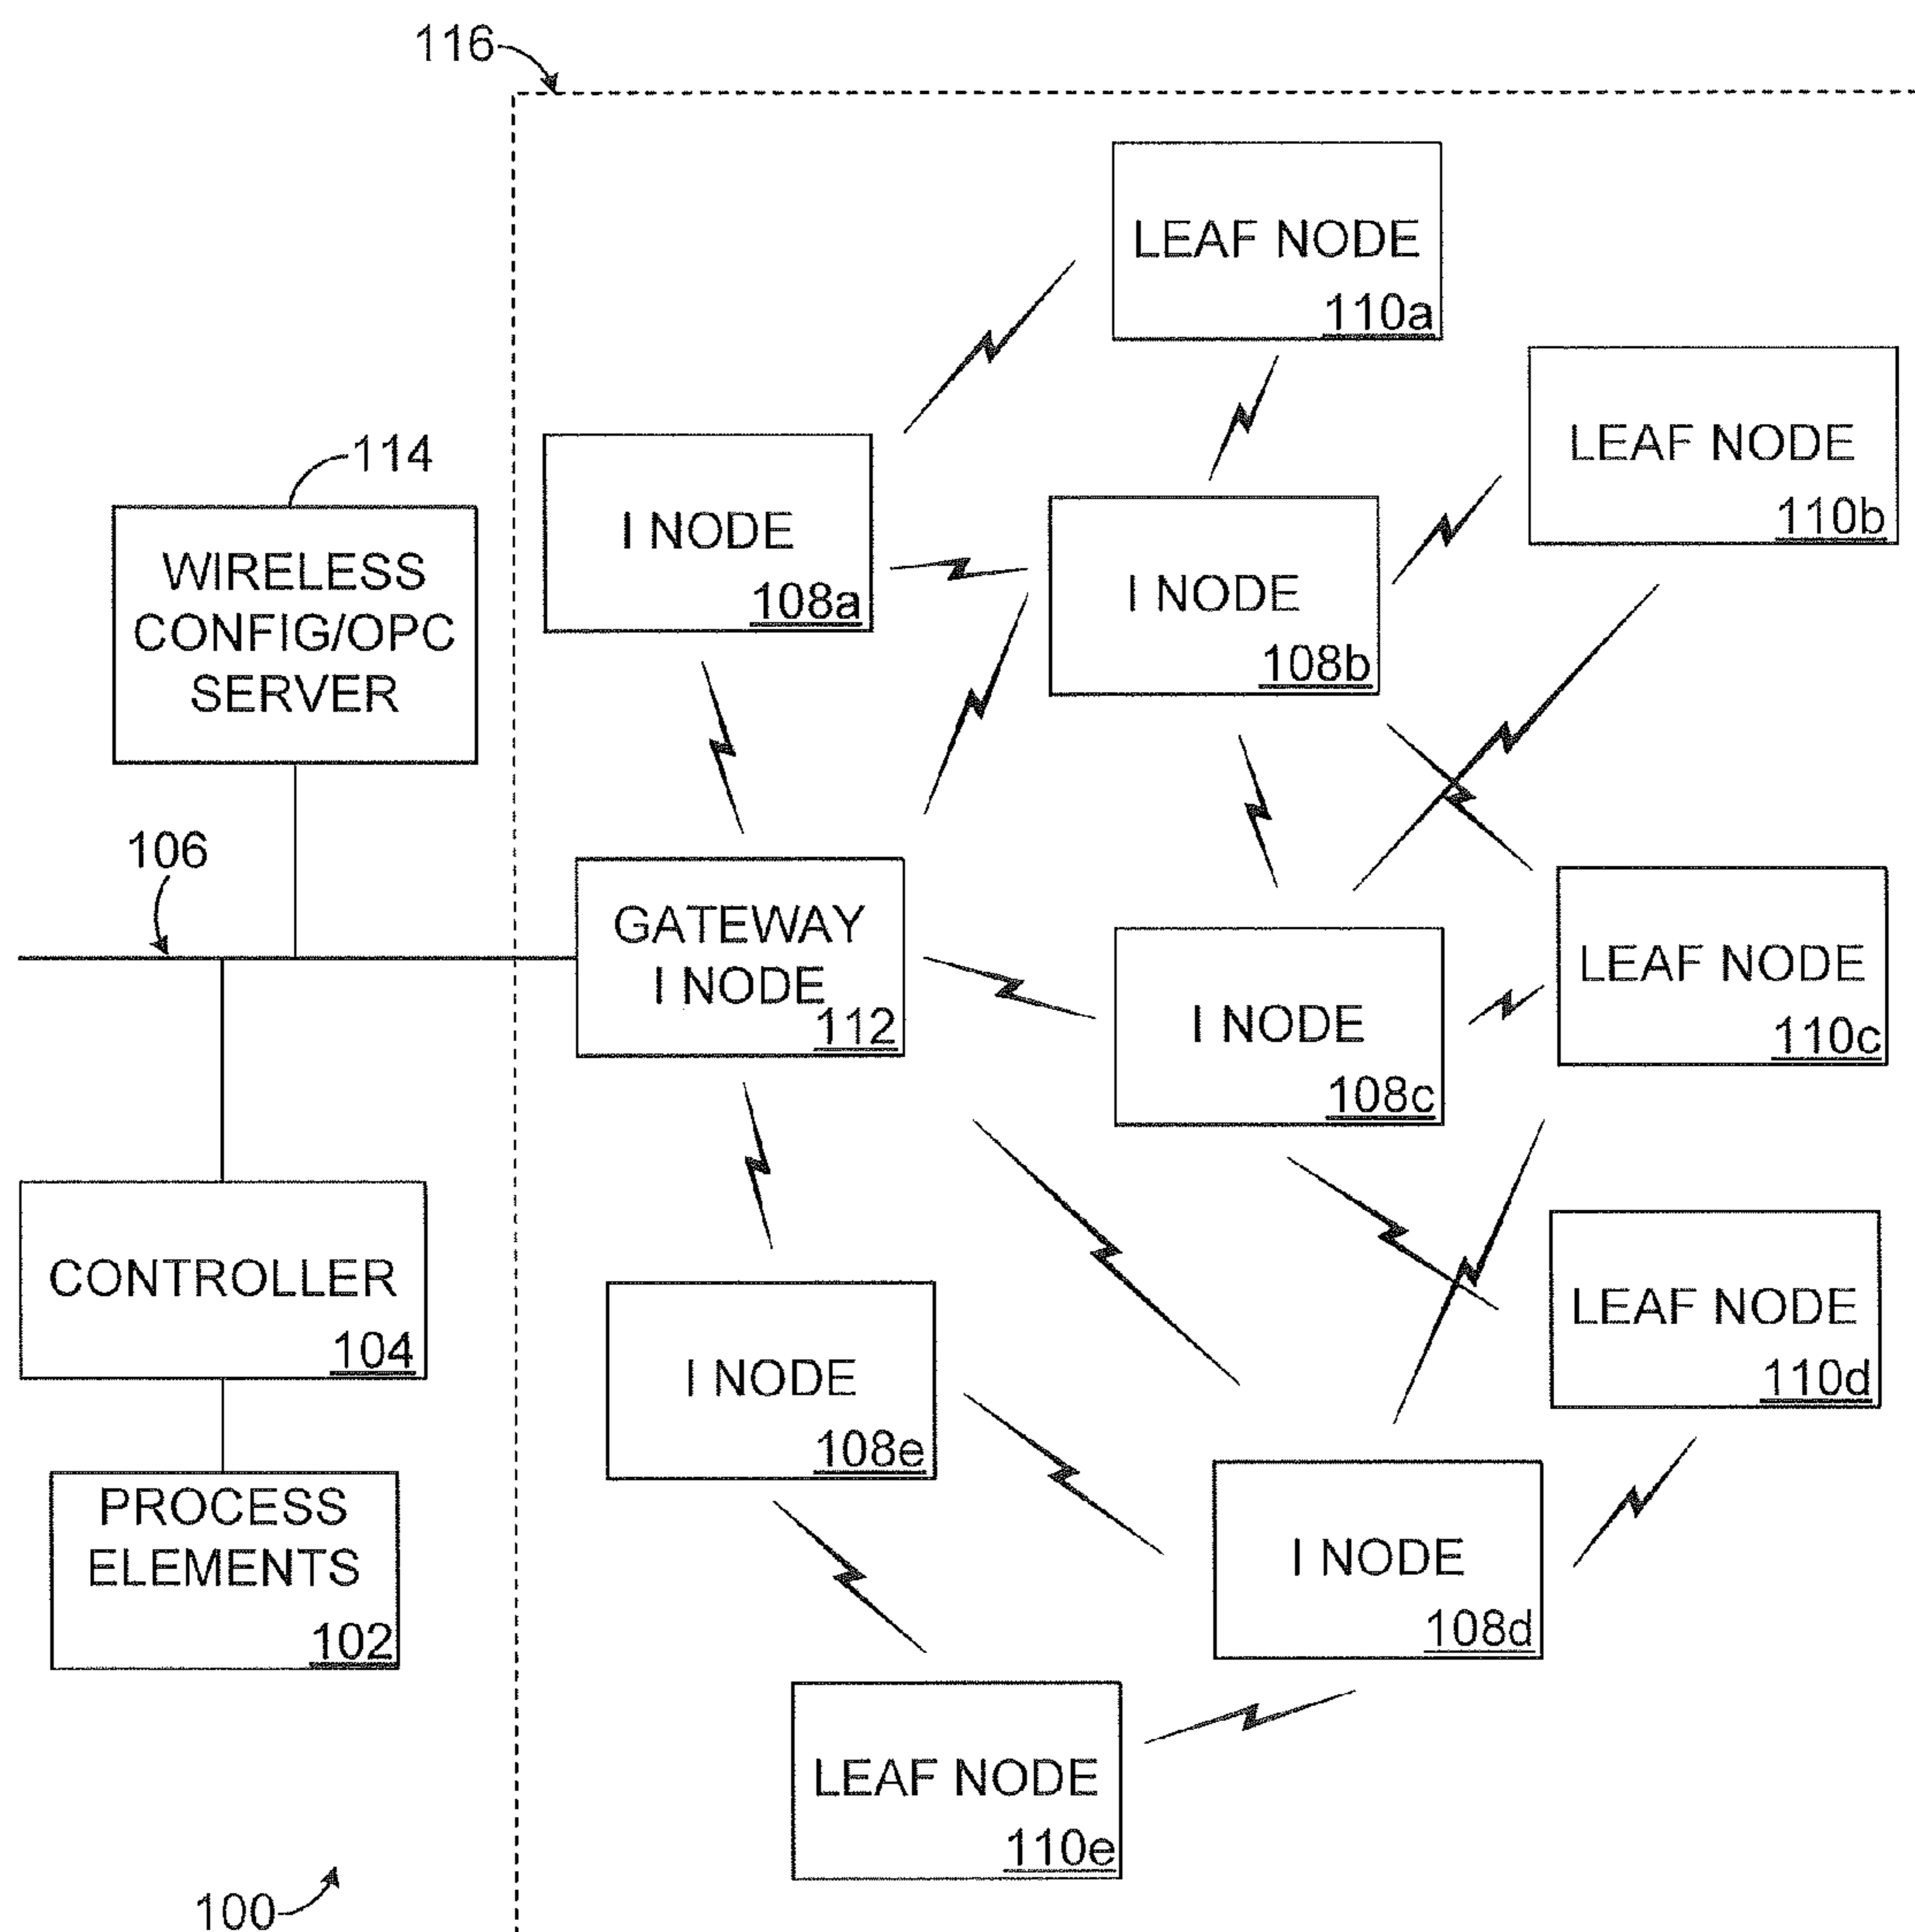 116
LEAF NODE
110a
LEAF NODE
110b
114
I NODE
108a
WIRELESS
CONFIG/OPC
SERVER
I NODE
108b
106
GATEWAY
I NODE
112
LEAF NODE
110c
I NODE
108c
CONTROLLER
104
LEAF NODE
110d
I NODE
108e
PROCESS
ELEMENTS
102
I NODE
108d
LEAF NODE
110e
100